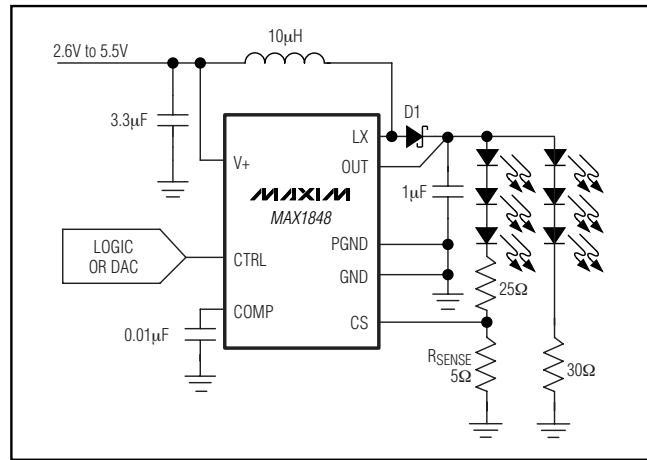 2.6V to 5.5V
10µH
3.3µF
D1
LX
OUT
V+
1µF
MAXIM
MAX1848
LOGIC
OR DAC
CTRL
PGND
GND
COMP
25Ω
0.01µF
CS
RSENSE
5Ω
30Ω